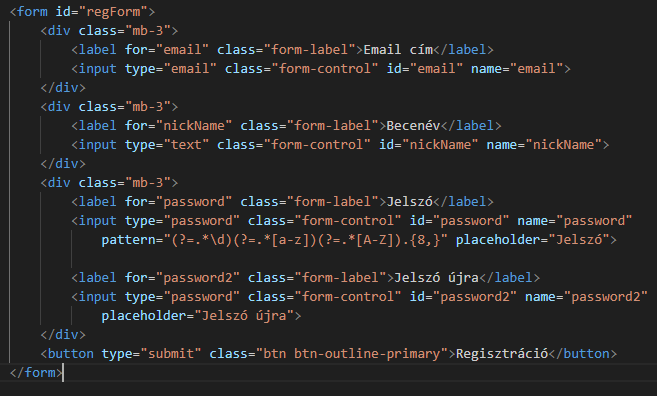 <form id="regForm">
<div class="mb-3">
<label for="email" class="form-label">Email cím</label>
<input type="email" class="form-control" id="email" name="email">
</div>
<div class="mb-3">
<label for="nickName" class="form-label">Becenév</label>
<input type="text" class="form-control" id="nickName" name="nickName">
</div>
<div class="mb-3">
<label for="password" class="form-label">Jelszó</label>
<input type="password" class="form-control" id="password" name="password"
pattern="(?=.*\d)(?=.*[a-z])(?=.*[A-Z]).{8,}" placeholder="Jelszó">
<label for="password2" class="form-label">Jelszó újra</label>
<input type="password" class="form-control" id="password2" name="password2"
placeholder="Jelszó újra">
</div>
<button type="submit" class="btn btn-outline-primary">Regisztráció</button>
</form>